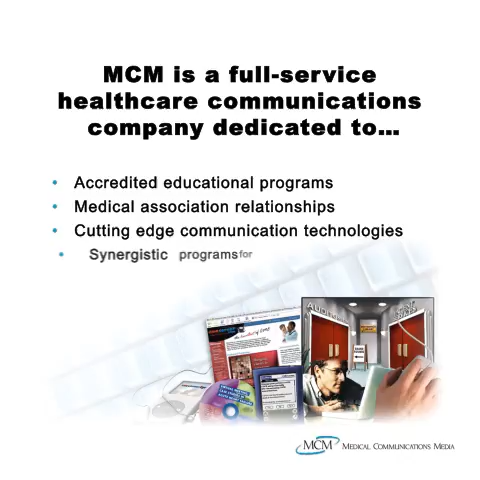 MCM is a full-service
healthcare communications
company dedicated to...
• Accredited educational programs
• Medical association relationships
• Cutting edge communication technologies
• Synergistic programs for
MCM MEDICAL COMMUNICATIONS MEDIA